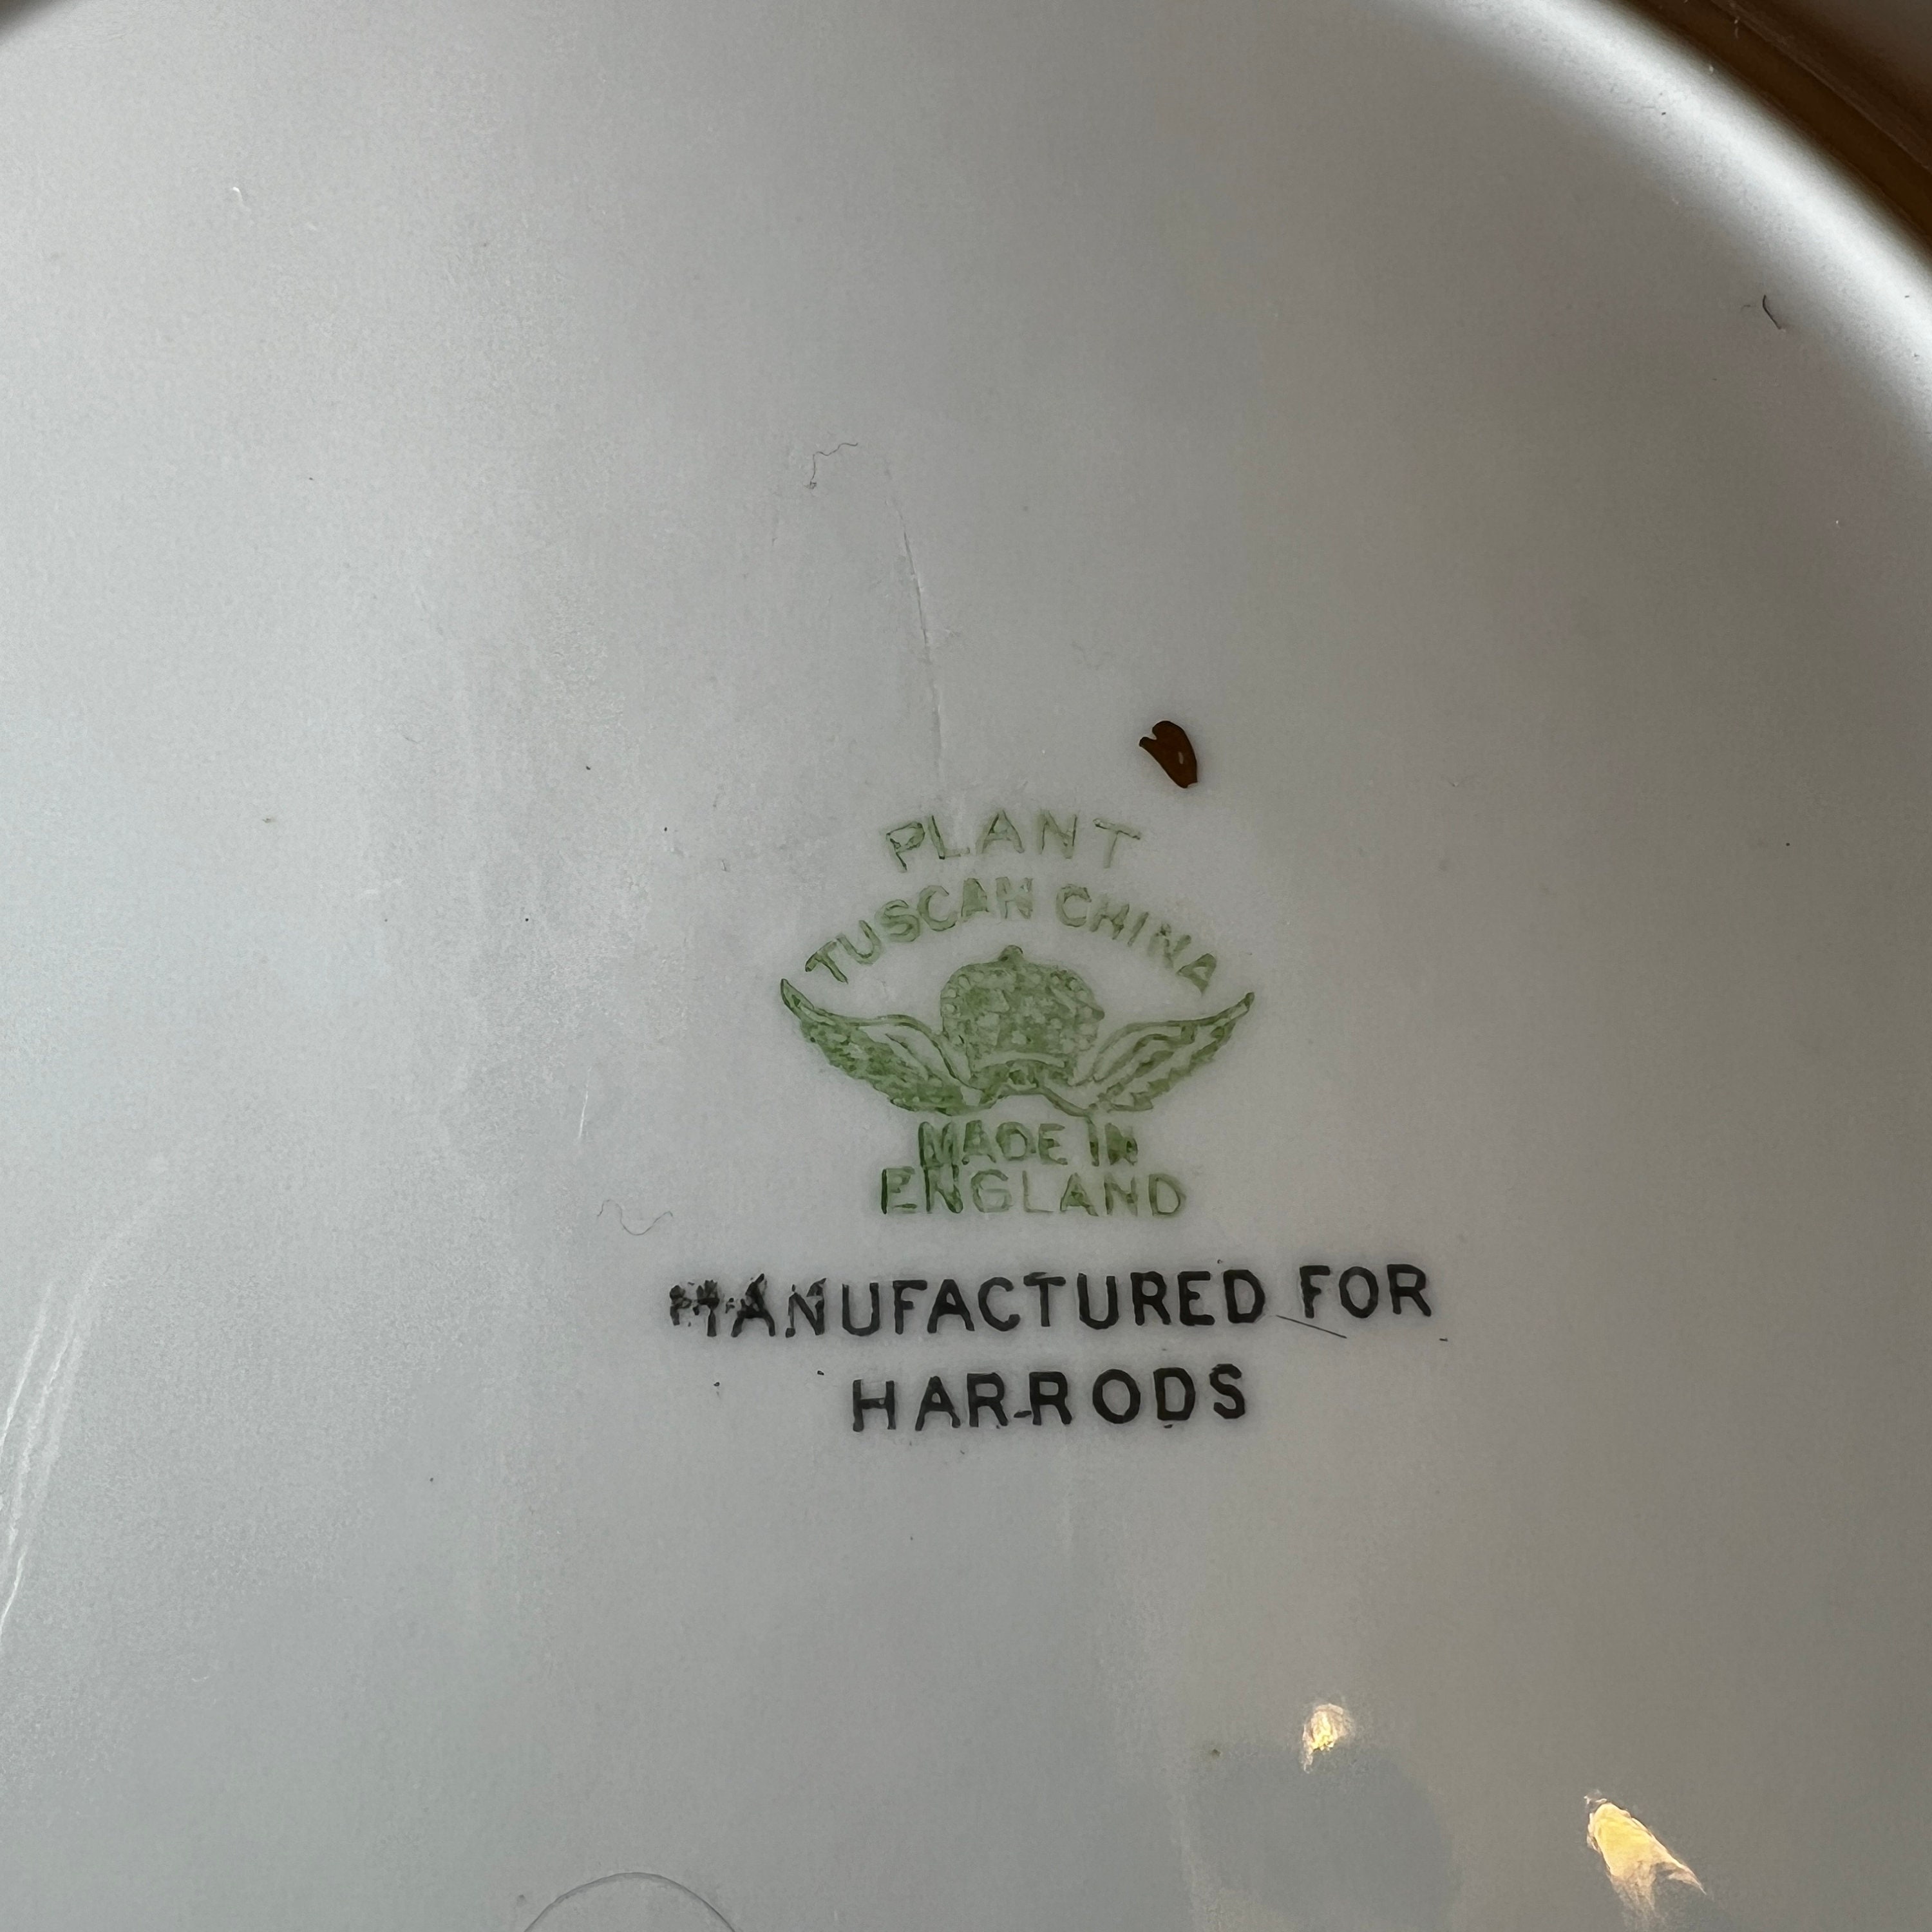 PLANT
TUSCAN CHINA
MADE IN
ENGLAND
MANUFACTURED FOR
HARRODS